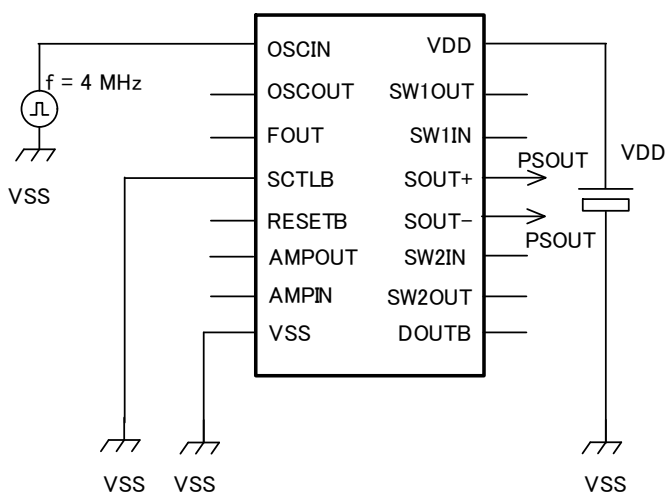 OSCIN VDD
f = 4 MHz
OSCOUT SW1OUT
FOUT SW1IN
PSOUT VDD
SCTLB SOUT+
VSS
RESETB SOUT−
PSOUT
AMPOUT SW2IN
AMPIN SW2OUT
VSS DOUTB
VSS VSS VSS